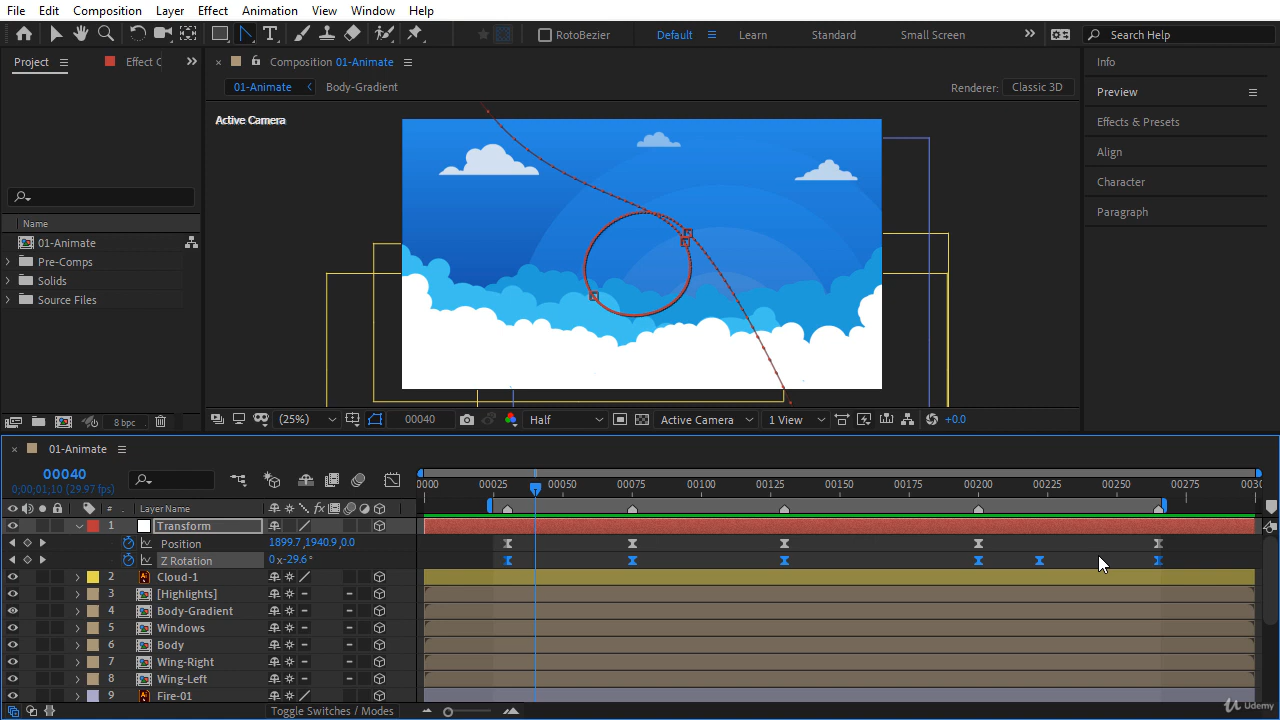 File Edit Composition Layer Effect Animation View Window Help
RotoBezier Default Learn Standard Small Screen Search Help
Project Effect C
Composition 01-Animate
01-Animate Body-Gradient
Renderer: Classic 3D
Active Camera
Name
01-Animate
Pre-Comps
Solids
Source Files
Info
Preview
Effects & Presets
Align
Character
Paragraph
8 bpc
(25%) 00040 Half Active Camera 1 View +0.0
01-Animate
00040
0;00;01;10 (29.97 fps)
0000 00025 00050 00075 00100 00125 00150 00175 00200 00225 00250 00275 0030
# Layer Name
1 Transform
Position 1899.7,1940.9,0.0
Z Rotation 0x-29.6°
2 Cloud-1
3 [Highlights]
4 Body-Gradient
5 Windows
6 Body
7 Wing-Right
8 Wing-Left
9 Fire-01
Toggle Switches / Modes
Udemy